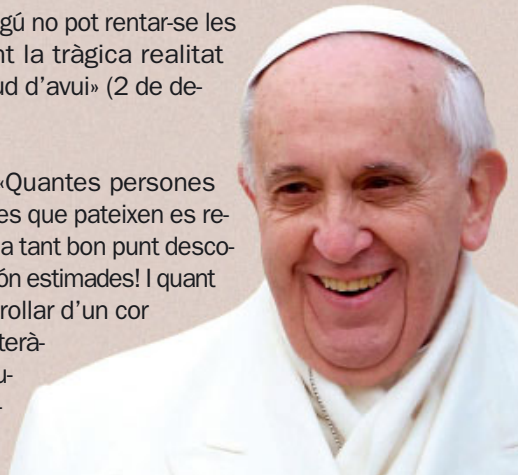 gú no pot rentar-se les
nt la tràgica realitat
ud d'avui» (2 de de-
«Quantes persones
es que pateixen es re-
a tant bon punt desco-
ón estimades! I quant
rollar d'un cor
terà-
u-
-